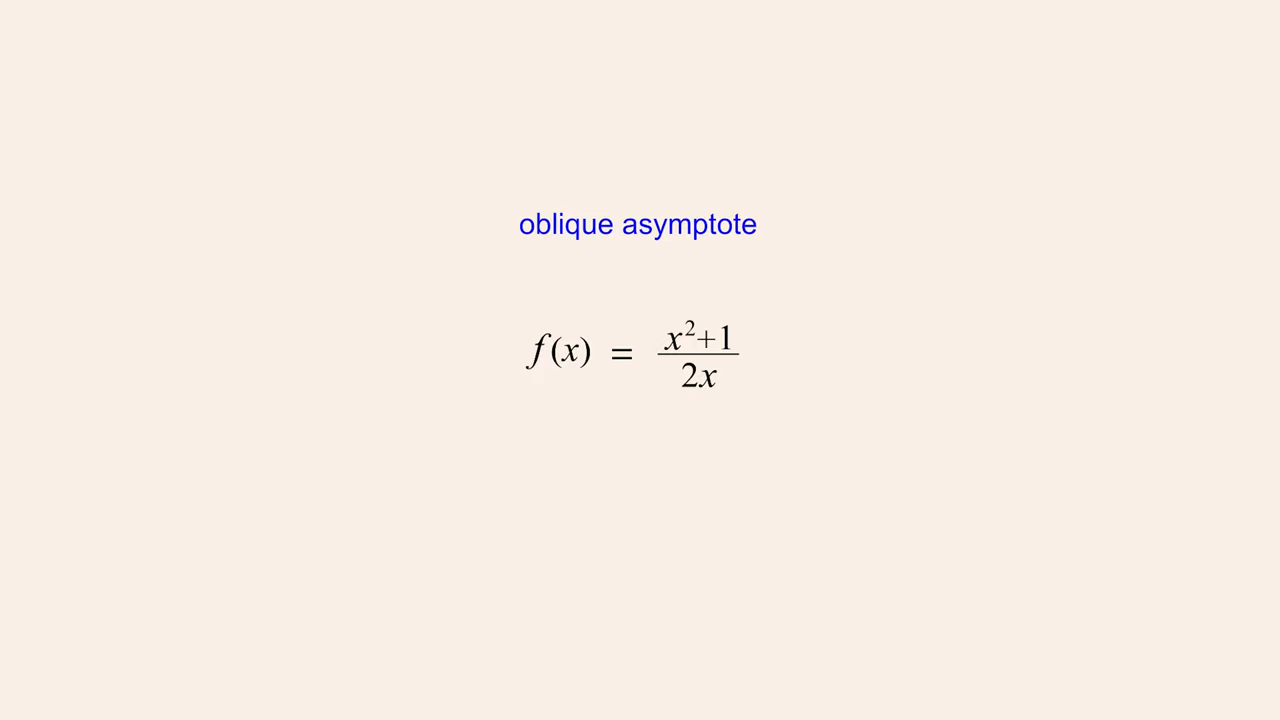 oblique asymptote
f(x) = x²+1 / 2x